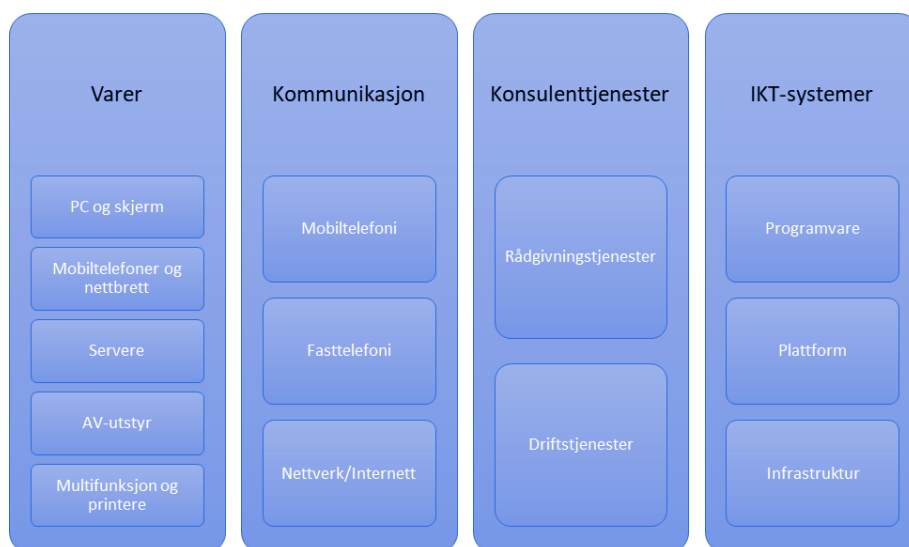 Varer
PC og skjerm
Mobiltelefoner og
nettbrett
Servere
AV-utstyr
Multifunksjon og
printere
Kommunikasjon
Mobiltelefoni
Fasttelefoni
Nettverk/Internett
Konsulenttjenester
Rådgivningstjenester
Driftstjenester
IKT-systemer
Programvare
Plattform
Infrastruktur